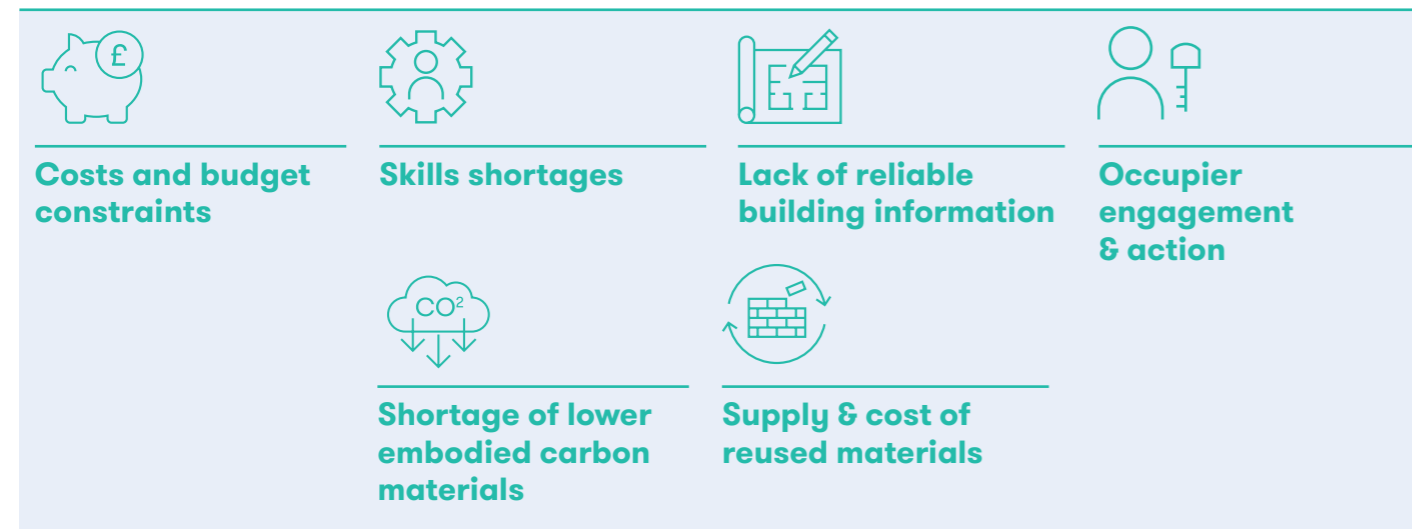 £
Costs and budget
constraints
Skills shortages
Lack of reliable
building information
Occupier
engagement
& action
CO²
Shortage of lower
embodied carbon
materials
Supply & cost of
reused materials